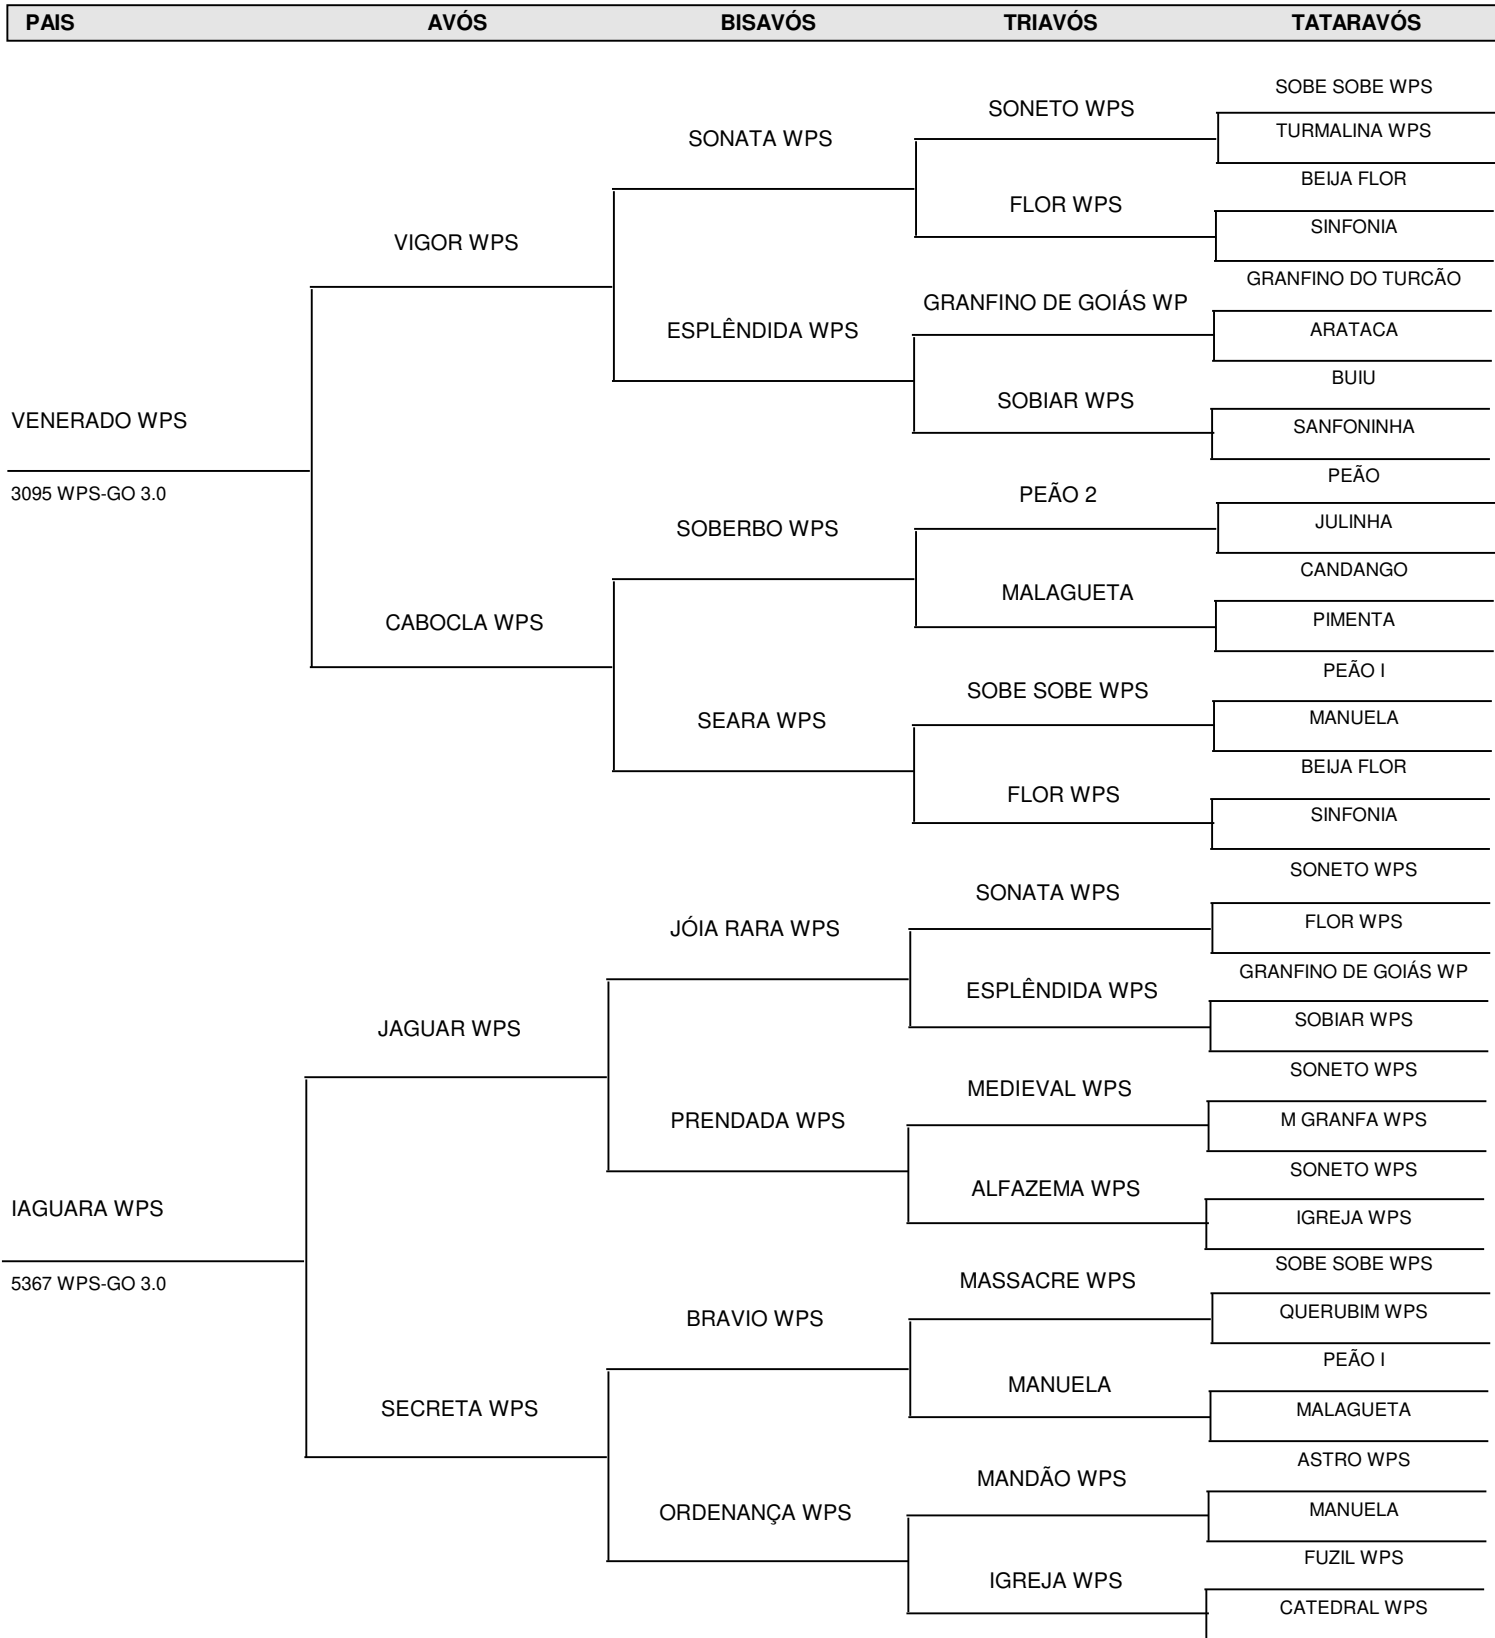 PAIS AVÓS BISAVÓS TRIAVÓS TATARAVÓS
SOBE SOBE WPS
SONETO WPS
TURMALINA WPS
SONATA WPS
BEIJA FLOR
FLOR WPS
SINFONIA
VIGOR WPS
GRANFINO DO TURCÃO
GRANFINO DE GOIÁS WP
ESPLÊNDIDA WPS
ARATACA
BUIU
SOBIAR WPS
VENERADO WPS
SANFONINHA
PEÃO
3095 WPS-GO 3.0
PEÃO 2
JULINHA
SOBERBO WPS
CANDANGO
MALAGUETA
CABOCLA WPS
PIMENTA
PEÃO I
SOBE SOBE WPS
SEARA WPS
MANUELA
BEIJA FLOR
FLOR WPS
SINFONIA
SONETO WPS
SONATA WPS
JÓIA RARA WPS
FLOR WPS
GRANFINO DE GOIÁS WP
ESPLÊNDIDA WPS
JAGUAR WPS
SOBIAR WPS
SONETO WPS
MEDIEVAL WPS
PRENDADA WPS
M GRANFA WPS
SONETO WPS
ALFAZEMA WPS
IAGUARA WPS
IGREJA WPS
SOBE SOBE WPS
5367 WPS-GO 3.0
MASSACRE WPS
BRAVIO WPS
QUERUBIM WPS
PEÃO I
MANUELA
SECRETA WPS
MALAGUETA
ASTRO WPS
MANDÃO WPS
ORDENANÇA WPS
MANUELA
FUZIL WPS
IGREJA WPS
CATEDRAL WPS